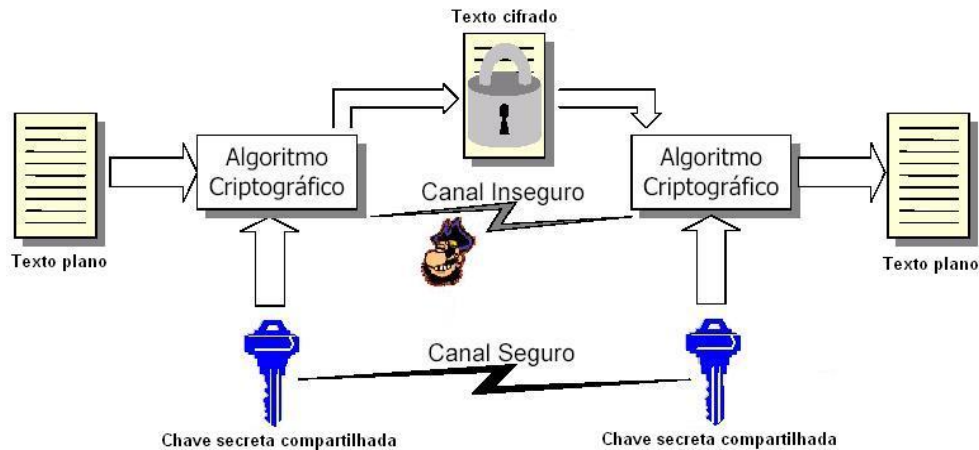 Texto cifrado
Algoritmo
Criptográfico
Algoritmo
Criptográfico
Canal Inseguro
Texto plano
Texto plano
Canal Seguro
Chave secreta compartilhada
Chave secreta compartilhada